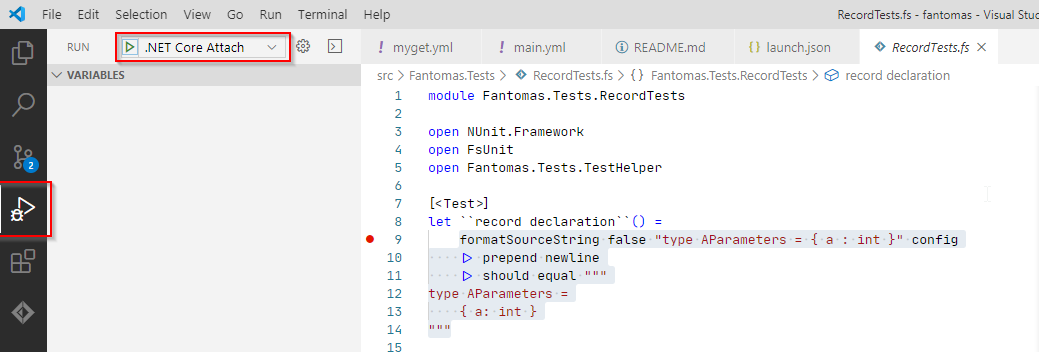 File Edit Selection View Go Run Terminal Help RecordTests.fs - fantomas - Visual Stud
RUN .NET Core Attach
myget.yml main.yml README.md launch.json RecordTests.fs
VARIABLES
src > Fantomas.Tests > RecordTests.fs > {} Fantomas.Tests.RecordTests > record declaration
1 module Fantomas.Tests.RecordTests
2
3 open NUnit.Framework
4 open FsUnit
5 open Fantomas.Tests.TestHelper
6
7 [<Test>]
8 let ``record declaration``() =
9 formatSourceString false "type AParameters = { a : int }" config
10 |> prepend newline
11 |> should equal """
12 type AParameters =
13 { a: int }
14 """
15
2